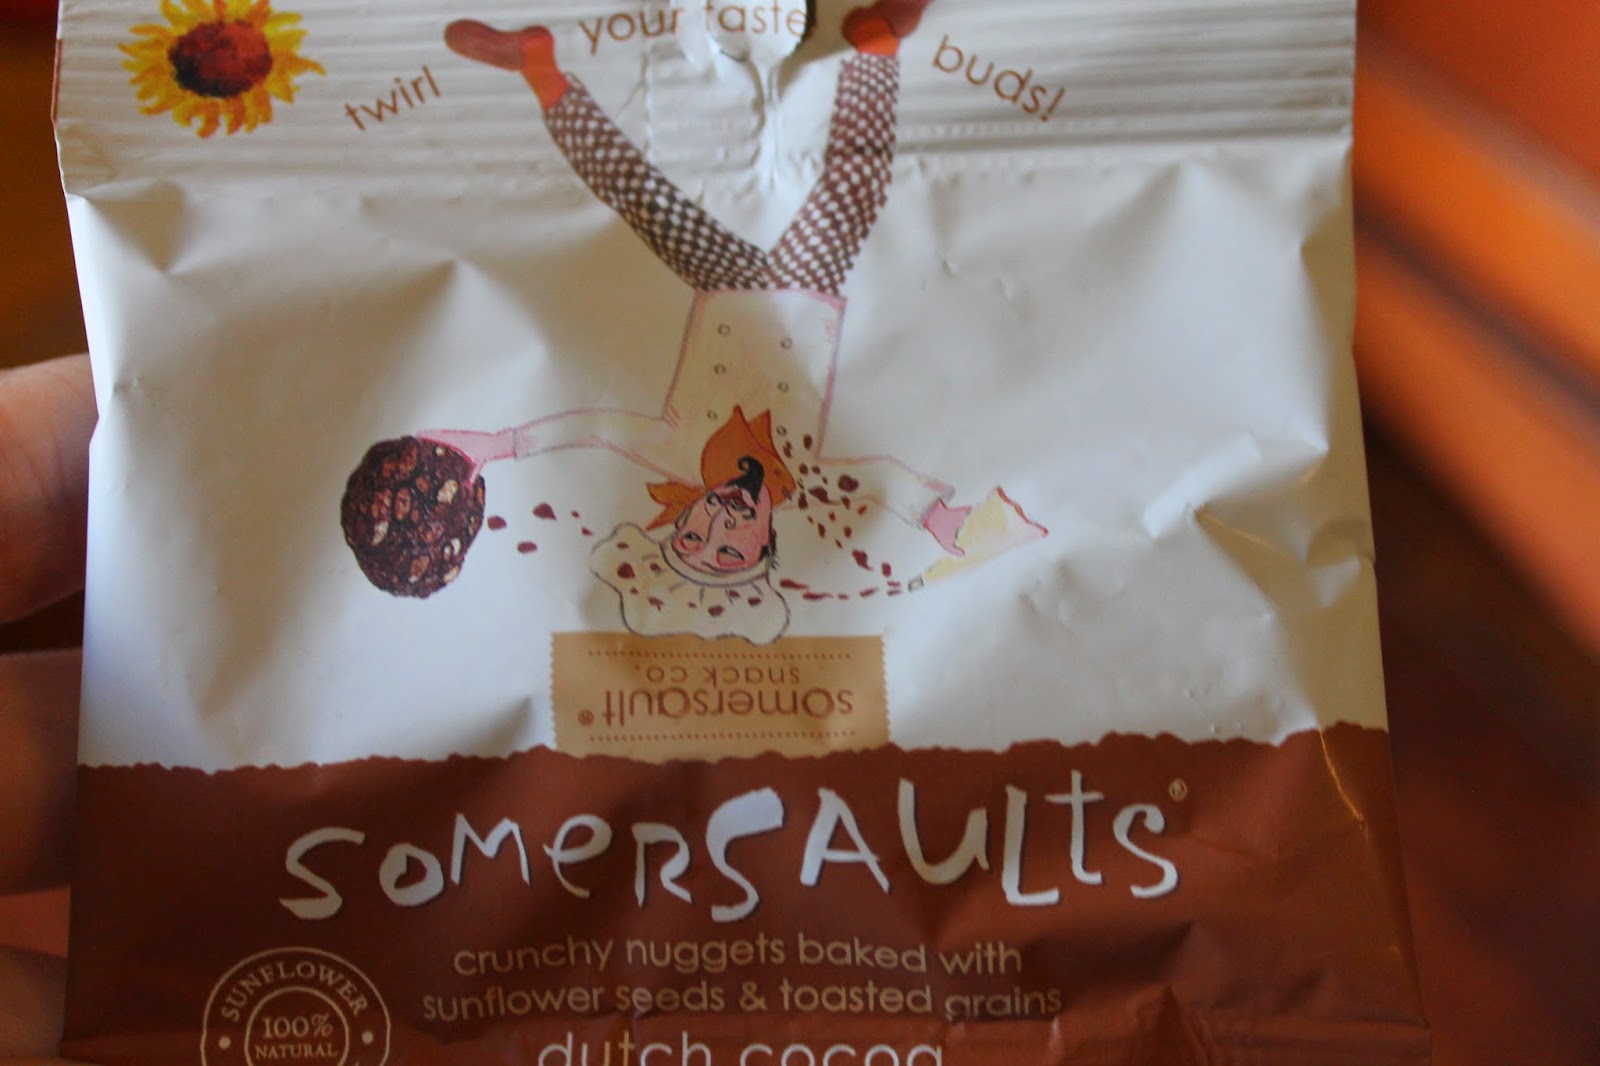 twirl your taste buds!
somersault®
snack co.
SOMERSAULTS®
crunchy nuggets baked with
sunflower seeds & toasted grains
dutch cocoa
SUNFLOWER
100%
NATURAL